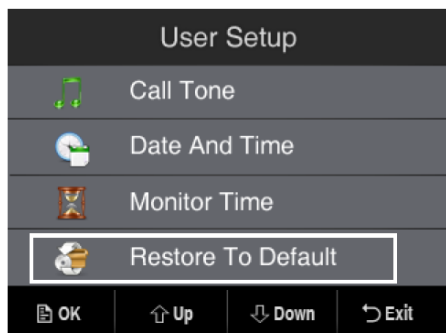 User Setup
Call Tone
Date And Time
Monitor Time
Restore To Default
OK Up Down Exit